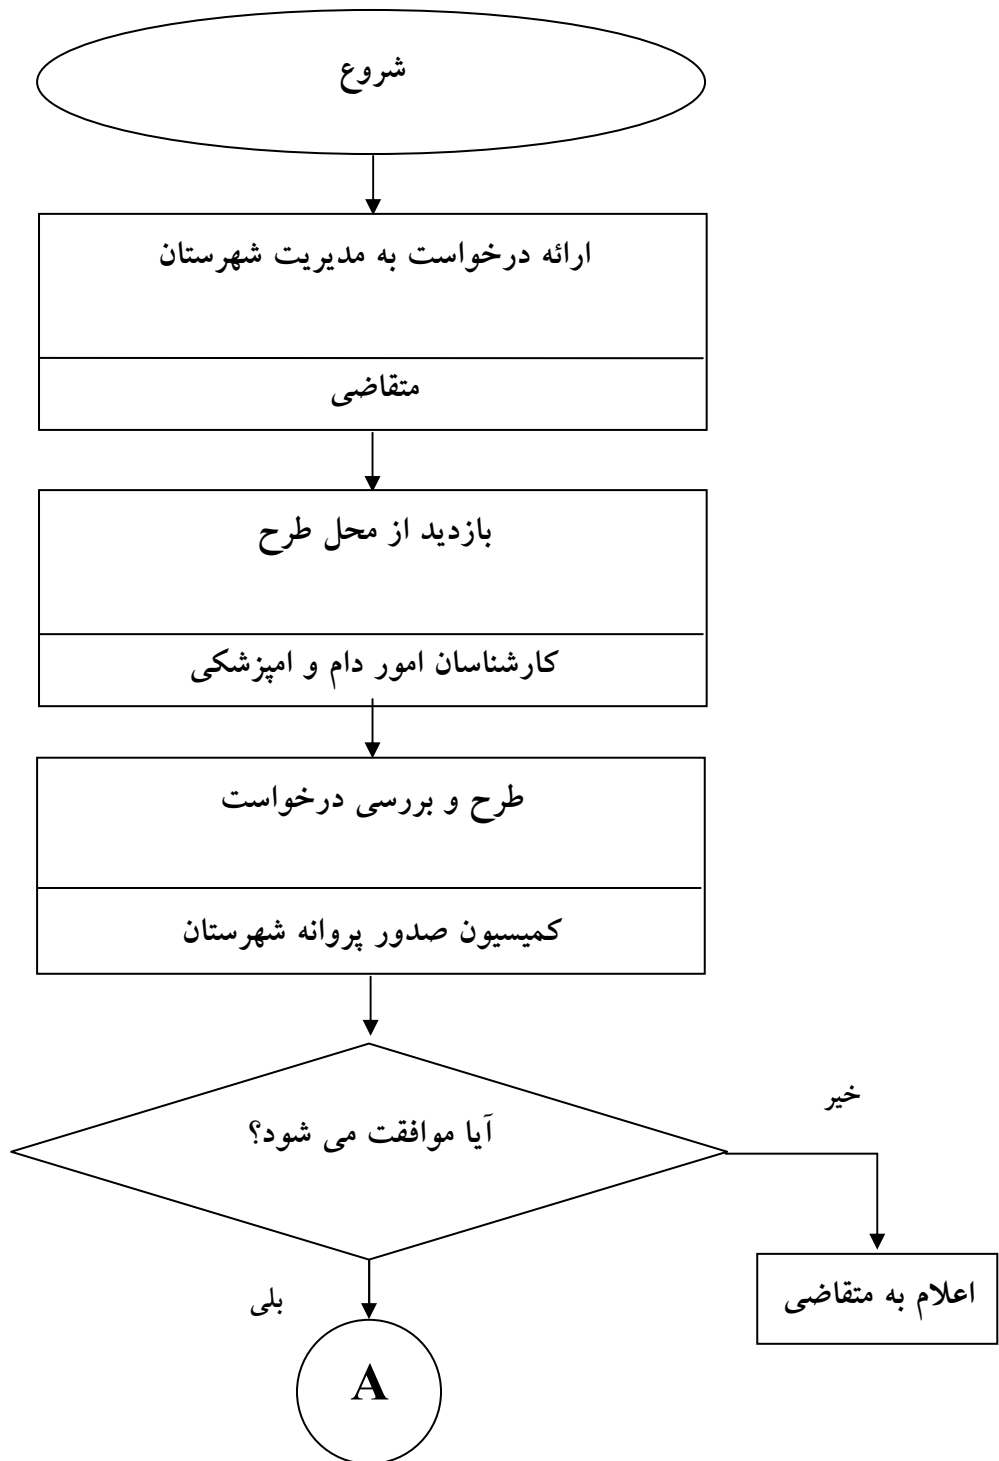 شروع
ارائه درخواست به مدیریت شهرستان
متقاضی
بازدید از محل طرح
کارشناسان امور دام و امپزشکی
طرح و بررسی درخواست
کمیسیون صدور پروانه شهرستان
آیا موافقت می شود؟
خیر
اعلام به متقاضی
بلی
A